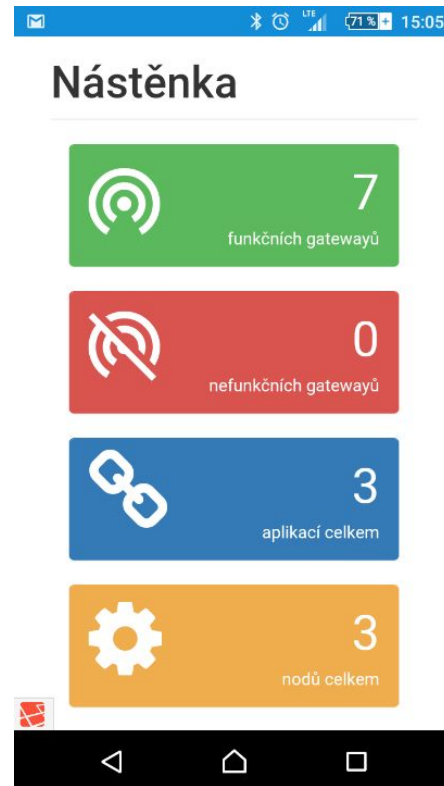 LTE 71 % 15:05
Nástěnka
7
funkčních gatewayů
0
nefunkčních gatewayů
3
aplikací celkem
3
nodů celkem